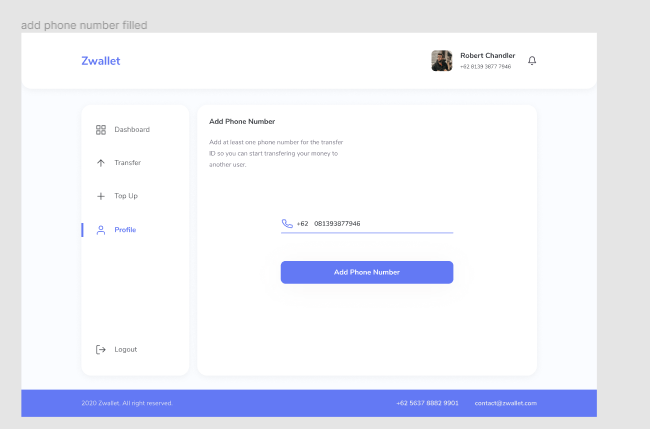 add phone number filled
Zwallet
Robert Chandler
+62 8139 3877 7946
Dashboard
Transfer
Top Up
Profile
Logout
Add Phone Number
Add at least one phone number for the transfer
ID so you can start transfering your money to
another user.
+62 081393877946
Add Phone Number
2020 Zwallet. All right reserved.
+62 5637 8882 9901 contact@zwallet.com